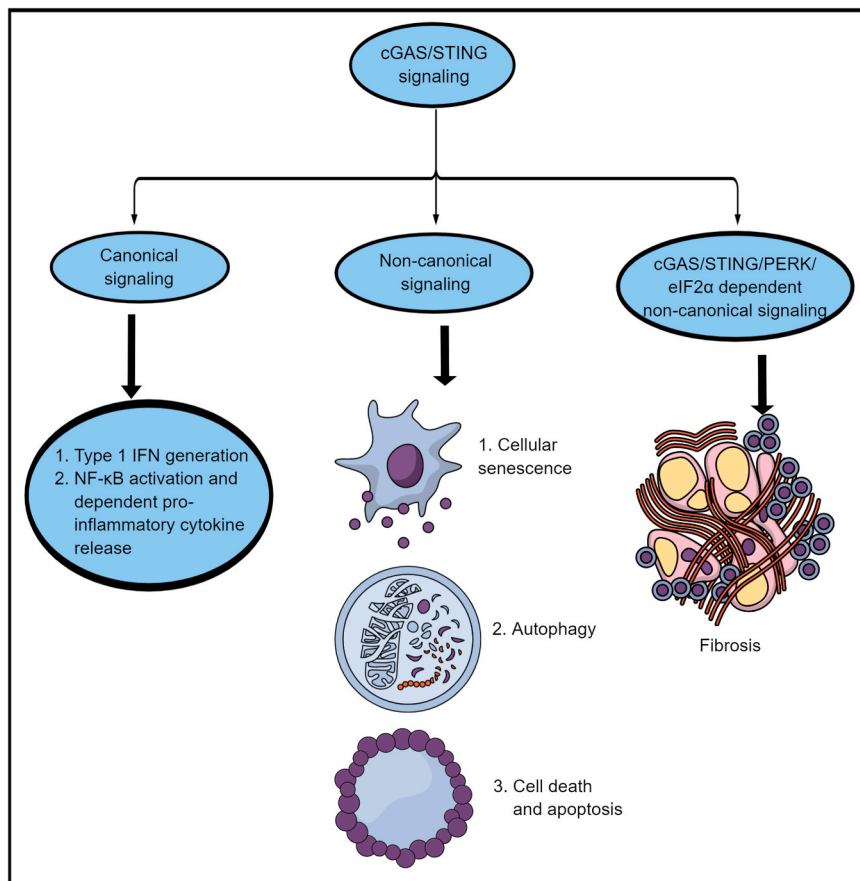 cGAS/STING
signaling
Canonical
signaling
Non-canonical
signaling
cGAS/STING/PERK/
eIF2α dependent
non-canonical signaling
1. Type 1 IFN generation
2. NF-κB activation and
dependent pro-
inflammatory cytokine
release
1. Cellular
senescence
2. Autophagy
3. Cell death
and apoptosis
Fibrosis